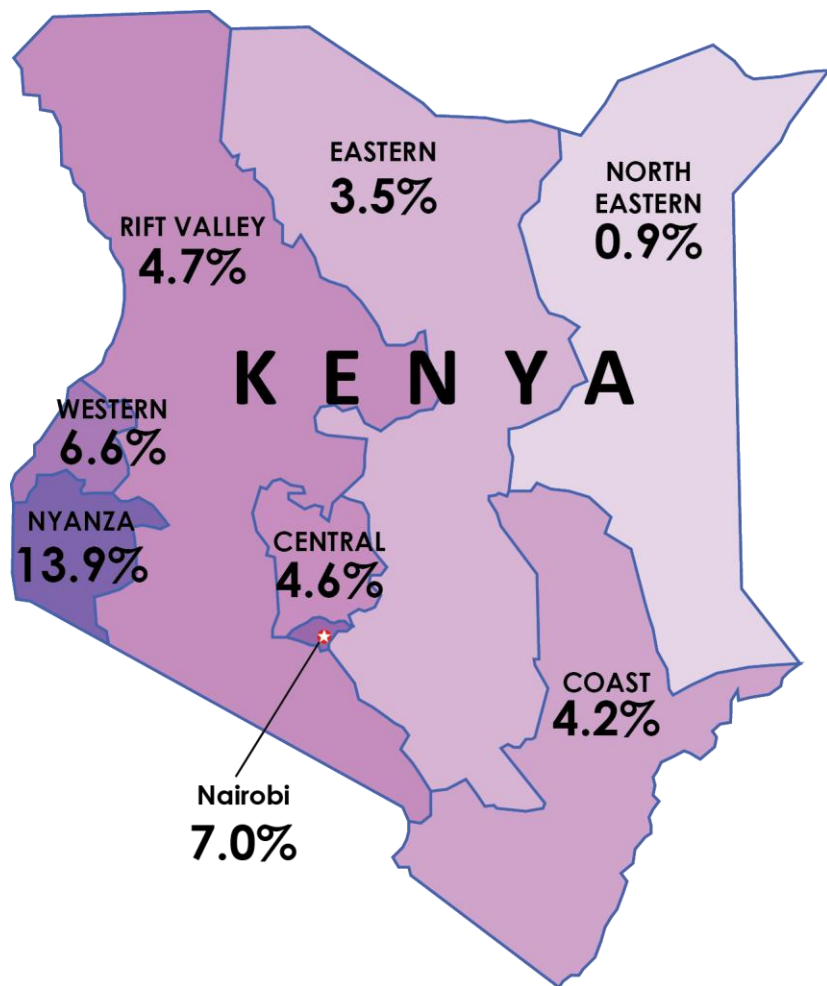 EASTERN
3.5%
NORTH
EASTERN
0.9%
RIFT VALLEY
4.7%
KENYA
WESTERN
6.6%
NYANZA
13.9%
CENTRAL
4.6%
COAST
4.2%
Nairobi
7.0%